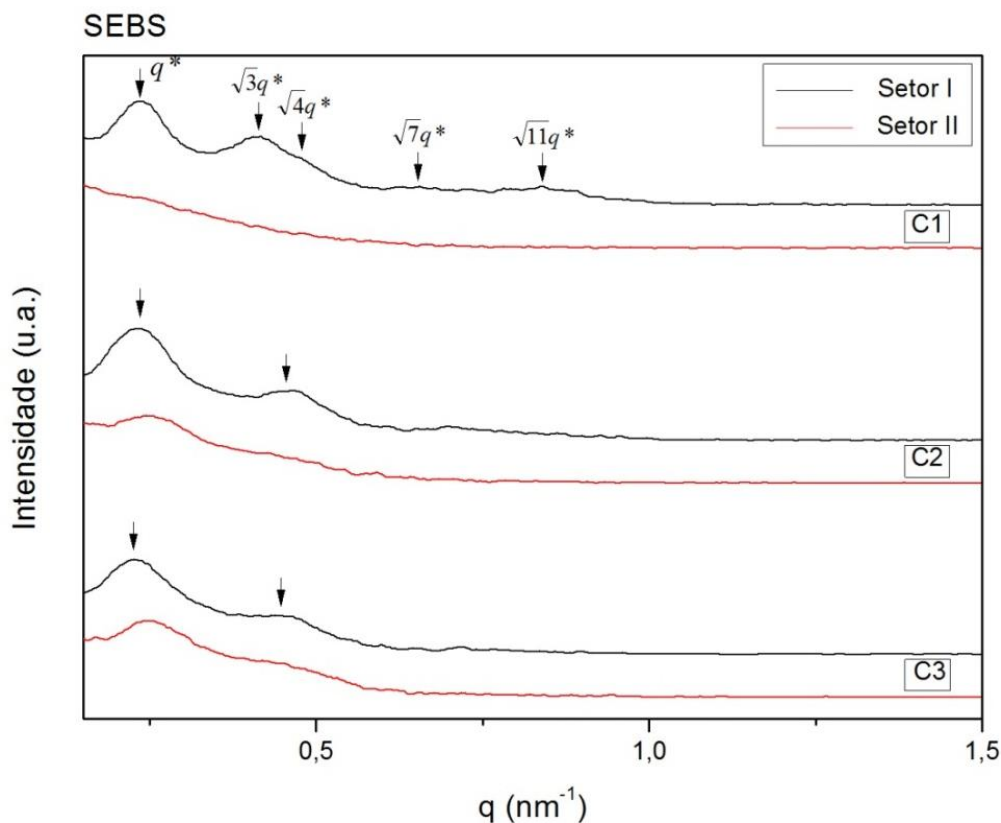 SEBS
q*
√3q*
√4q*
√7q*
√11q*
Setor I
Setor II
C1
C2
C3
Intensidade (u.a.)
0,5
1,0
1,5
q (nm⁻¹)